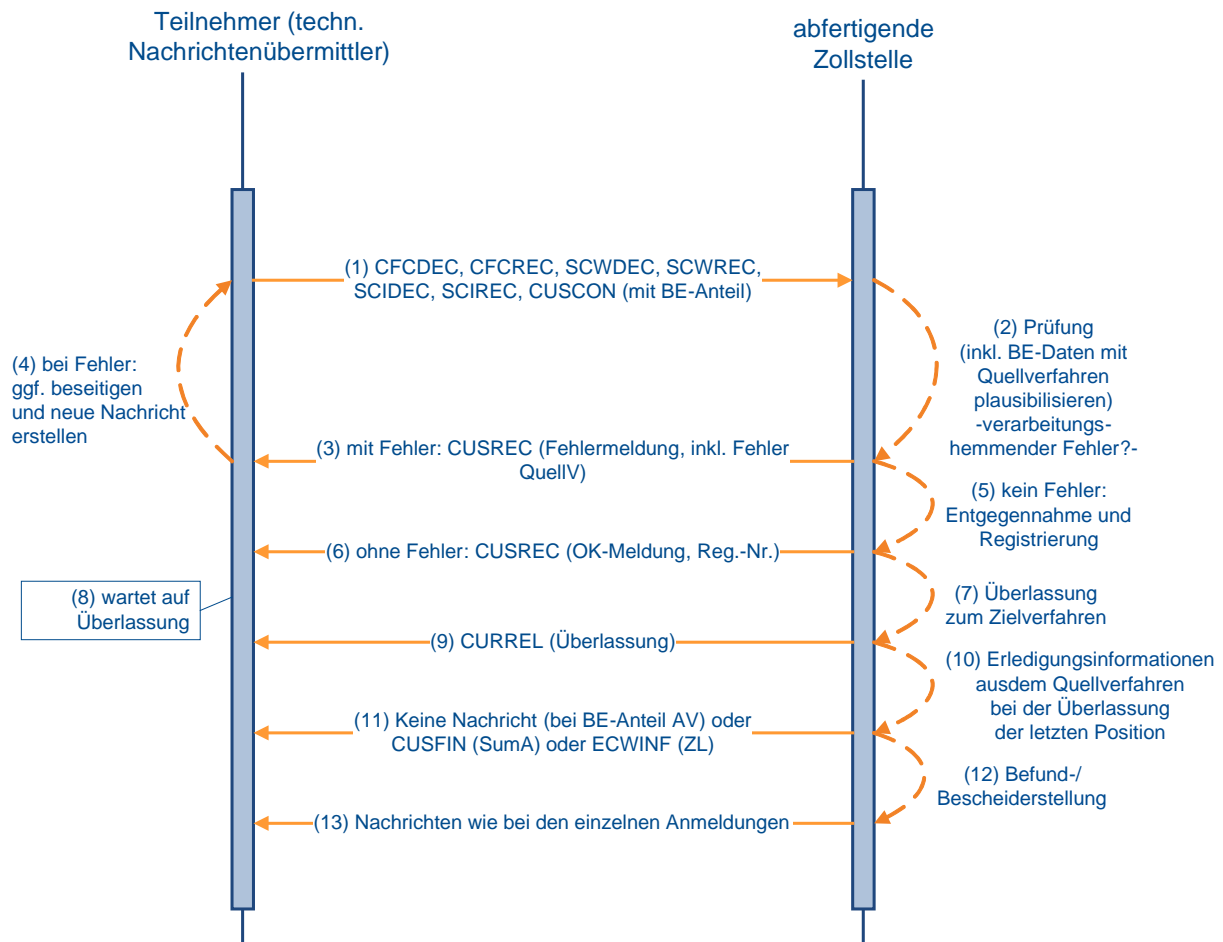 Teilnehmer (techn.
Nachrichtenübermittler)
abfertigende
Zollstelle
(1) CFCDEC, CFCREC, SCWDEC, SCWREC,
SCIDEC, SCIREC, CUSCON (mit BE-Anteil)
(2) Prüfung
(inkl. BE-Daten mit
Quellverfahren
plausibilisieren)
-verarbeitungs-
hemmender Fehler?-
(4) bei Fehler:
ggf. beseitigen
und neue Nachricht
erstellen
(3) mit Fehler: CUSREC (Fehlermeldung, inkl. Fehler
QuellV)
(5) kein Fehler:
Entgegennahme und
Registrierung
(6) ohne Fehler: CUSREC (OK-Meldung, Reg.-Nr.)
(8) wartet auf
Überlassung
(7) Überlassung
zum Zielverfahren
(9) CURREL (Überlassung)
(10) Erledigungsinformationen
ausdem Quellverfahren
bei der Überlassung
der letzten Position
(11) Keine Nachricht (bei BE-Anteil AV) oder
CUSFIN (SumA) oder ECWINF (ZL)
(12) Befund-/
Bescheiderstellung
(13) Nachrichten wie bei den einzelnen Anmeldungen